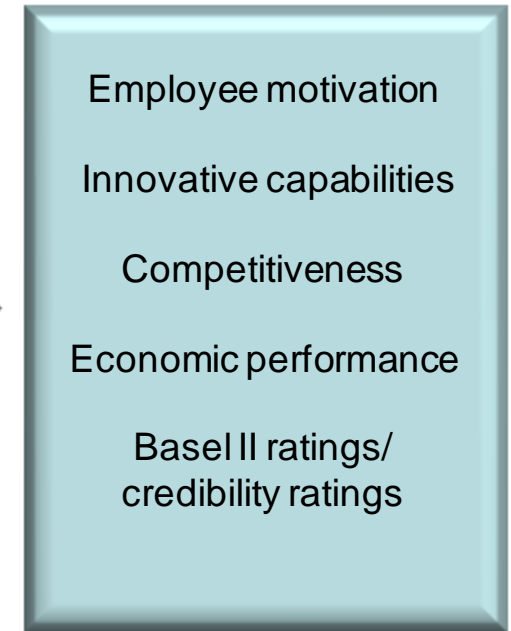 Employee motivation
Innovative capabilities
Competitiveness
Economic performance
Basel II ratings/
credibility ratings